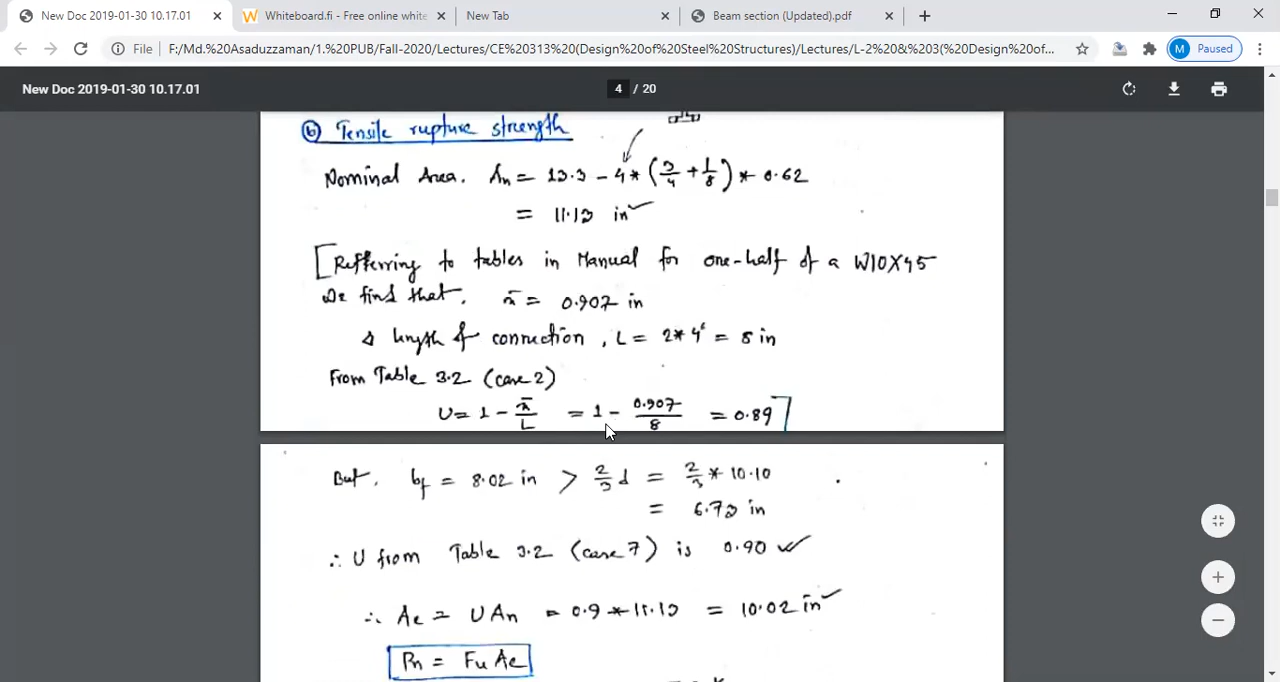 New Doc 2019-01-30 10.17.01
Whiteboard.fi - Free online white
New Tab
Beam section (Updated).pdf
File
F:/Md.%20Asaduzzaman/1.%20PUB/Fall-2020/Lectures/CE%20313%20(Design%20of%20Steel%20Structures)/Lectures/L-2%20&%203(%20Design%20of...
M Paused
New Doc 2019-01-30 10.17.01
4 / 20
(b) Tensile rupture strength
Nominal Area. An = 13.3 - 4* (3/4 + 1/8) * 0.62
= 11.13 in
[Refferring to tables in Manual for one-half of a W10X45
We find that, x̄ = 0.907 in
& length of connection, L = 2*4" = 8 in
From Table 3.2 (case 2)
U = 1 - x̄/L = 1 - 0.907/8 = 0.89]
But, bf = 8.02 in > 2/3 d = 2/3 * 10.10
= 6.73 in
∴ U from Table 3.2 (case 7) is 0.90 ✓
∴ Ae = UAn = 0.9 * 11.13 = 10.02 in
Pn = Fu Ae